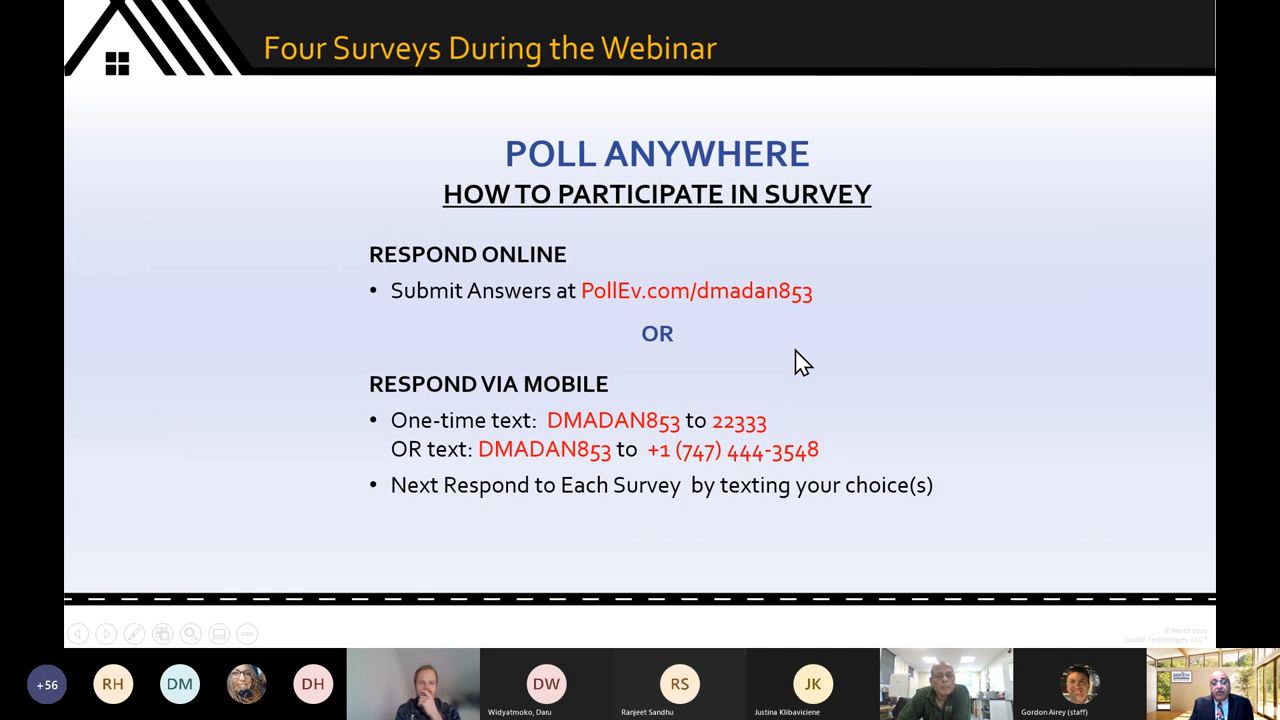 Four Surveys During the Webinar
POLL ANYWHERE
HOW TO PARTICIPATE IN SURVEY
RESPOND ONLINE
• Submit Answers at PollEv.com/dmadan853
OR
RESPOND VIA MOBILE
• One-time text: DMADAN853 to 22333
OR text: DMADAN853 to +1 (747) 444-3548
• Next Respond to Each Survey by texting your choice(s)
© March 2024
+56
RH
DM
DH
DW
RS
JK
Widyatmoko, Daru
Ranjeet Sandhu
Justina Klibaviciene
Gordon Airey (staff)